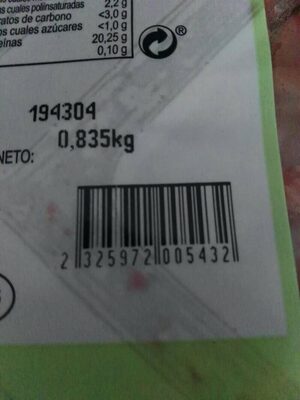 cuales poliinsaturadas 2,2 g
atos de carbono <3,0 g
os cuales azúcares <1,0 g
eínas 20,25 g
0,10 g
®
194304
0,835kg
NETO:
2 325972 005432